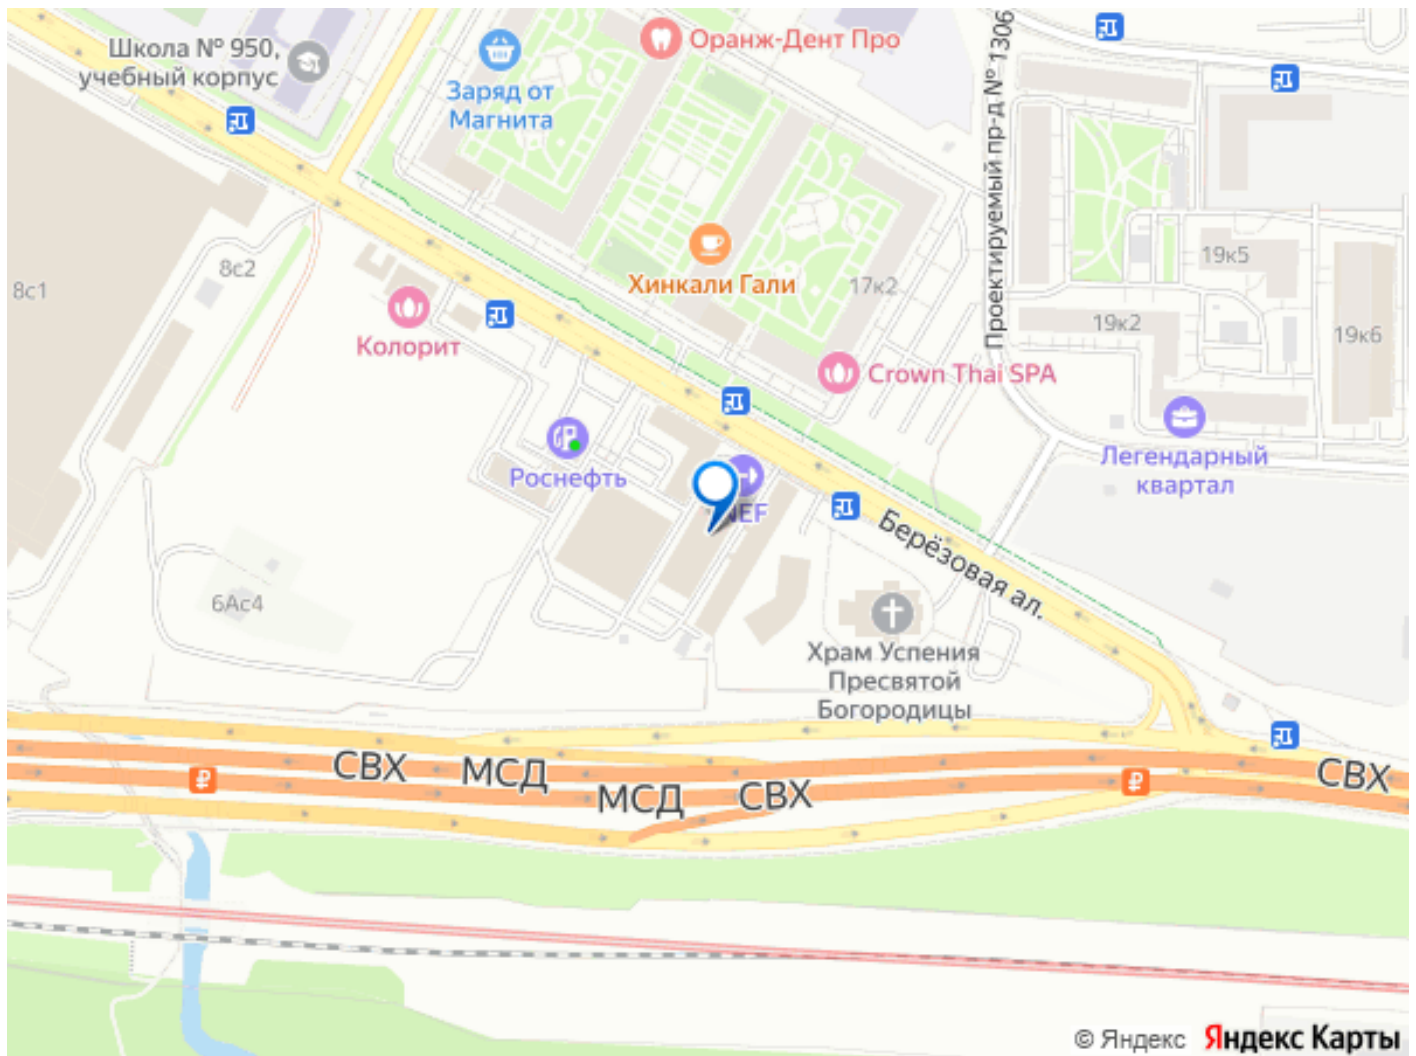 Школа № 950,
учебный корпус
Заряд от
Магнита
Оранж-Дент Про
Проектируемый пр-д № 1306
8с1
8с2
Хинкали Гали
17к2
19к5
19к2
19к6
Колорит
Crown Thai SPA
Роснефть
NEF
Легендарный
квартал
Берёзовая ал.
6Ас4
Храм Успения
Пресвятой
Богородицы
СВХ
МСД
МСД
СВХ
СВХ
₽
₽
© Яндекс Яндекс Карты